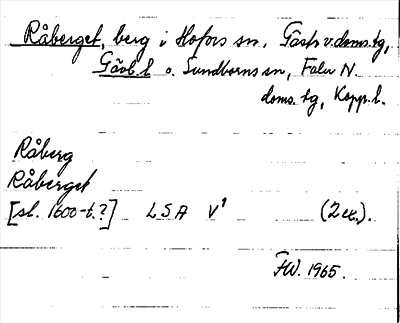 Råberget, berg i Hofors sn, Gästr. v. doms.tg,
Gävl. l o. Sundborns sn, Falu N.
doms. tg, Kopp. l.
Råberg
Råberget
[sl. 1600-t.?] LSA V¹ (2 ex.).
FW. 1965.